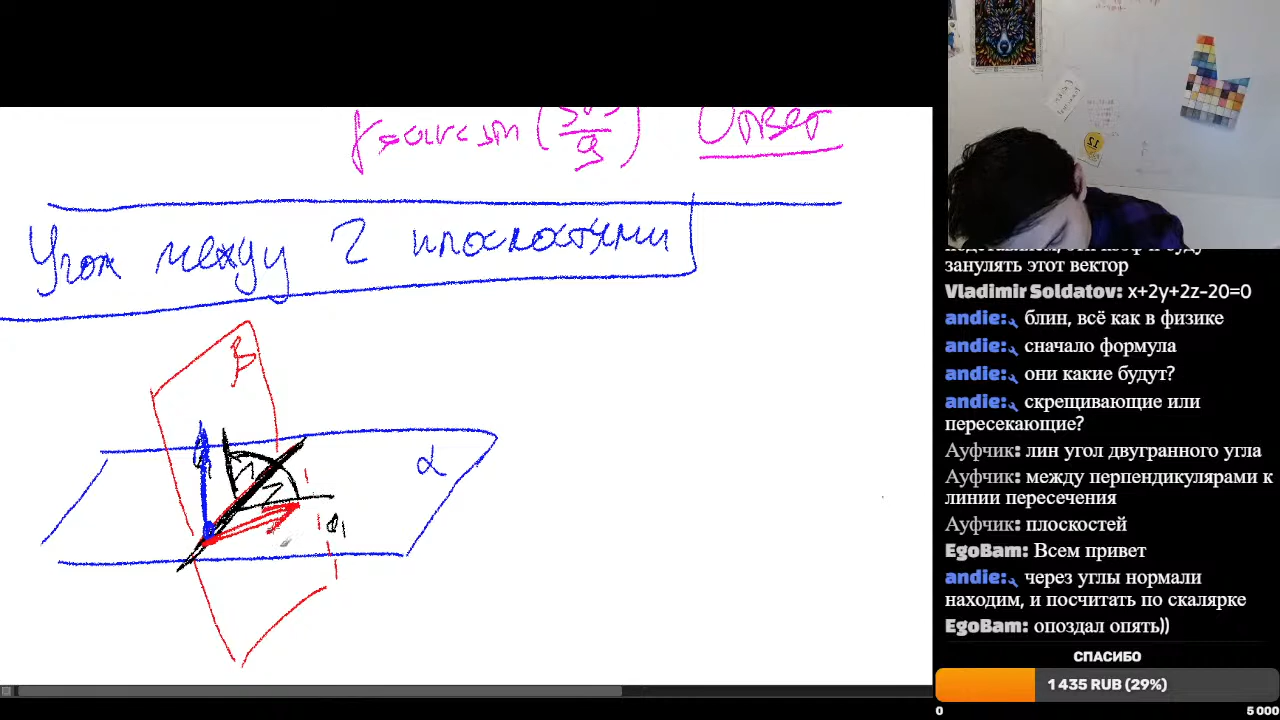 γ=arcsin ( /9) Ответ
Угол между 2 плоскостями
β
α
занулять этот вектор
Vladimir Soldatov: x+2y+2z-20=0
andie: блин, всё как в физике
andie: сначало формула
andie: они какие будут?
andie: скрещивающие или
пересекающие?
Ауфчик: лин угол двугранного угла
Ауфчик: между перпендикулярами к
линии пересечения
Ауфчик: плоскостей
EgoBam: Всем привет
andie: через углы нормали
находим, и посчитать по скалярке
EgoBam: опоздал опять))
СПАСИБО
1 435 RUB (29%)
0 5 000